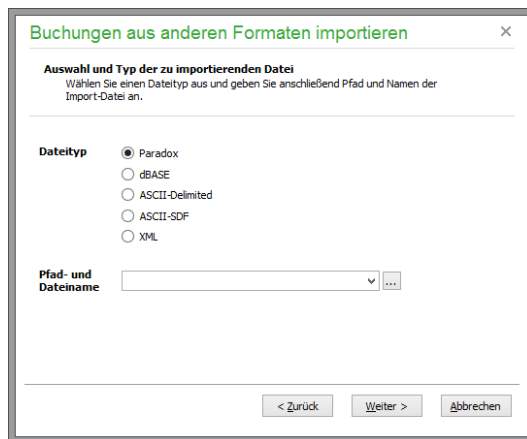 Buchungen aus anderen Formaten importieren
Auswahl und Typ der zu importierenden Datei
Wählen Sie einen Dateityp aus und geben Sie anschließend Pfad und Namen der
Import-Datei an.
Dateityp
Paradox
dBASE
ASCII-Delimited
ASCII-SDF
XML
Pfad- und
Dateiname
...
< Zurück
Weiter >
Abbrechen